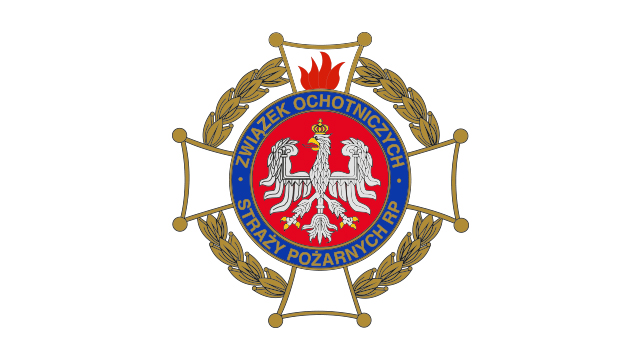 ZWIĄZEK OCHOTNICZYCH
STRAŻY POŻARNYCH RP